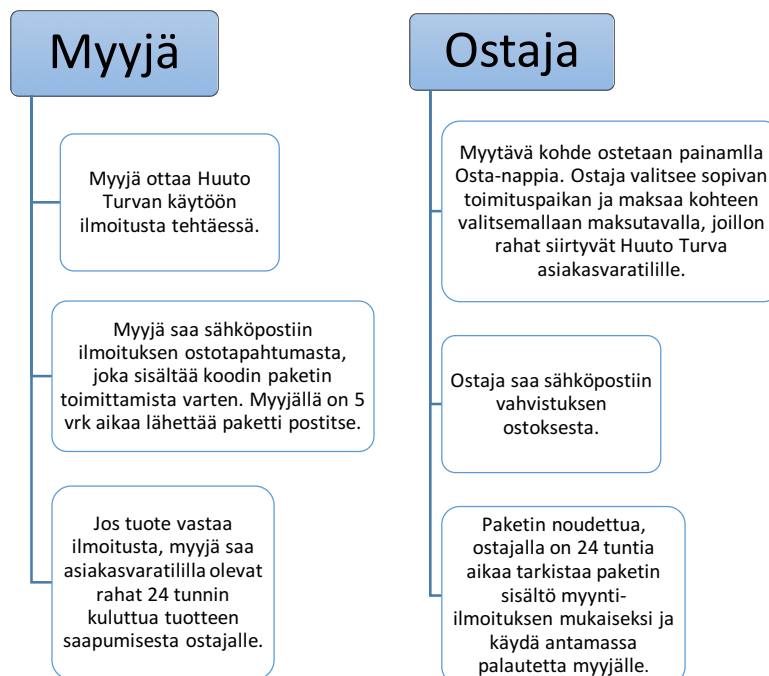 Myyjä
Myyjä ottaa Huuto
Turvan käytöön
ilmoitusta tehtäessä.
Myyjä saa sähköpostiin
ilmoituksen ostotapahtumasta,
joka sisältää koodin paketin
toimittamista varten. Myyjällä on 5
vrk aikaa lähettää paketti postitse.
Jos tuote vastaa
ilmoitusta, myyjä saa
asiakasvaratililla olevat
rahat 24 tunnin
kuluttua tuotteen
saapumisesta ostajalle.
Ostaja
Myytävä kohde ostetaan painamlla
Osta-nappia. Ostaja valitsee sopivan
toimituspaikan ja maksaa kohteen
valitsemallaan maksutavalla, joillon
rahat siirtyvät Huuto Turva
asiakasvaratilille.
Ostaja saa sähköpostiin
vahvistuksen
ostoksesta.
Paketin noudettua,
ostajalla on 24 tuntia
aikaa tarkistaa paketin
sisältö myynti-
ilmoituksen mukaiseksi ja
käydä antamassa
palautetta myyjälle.